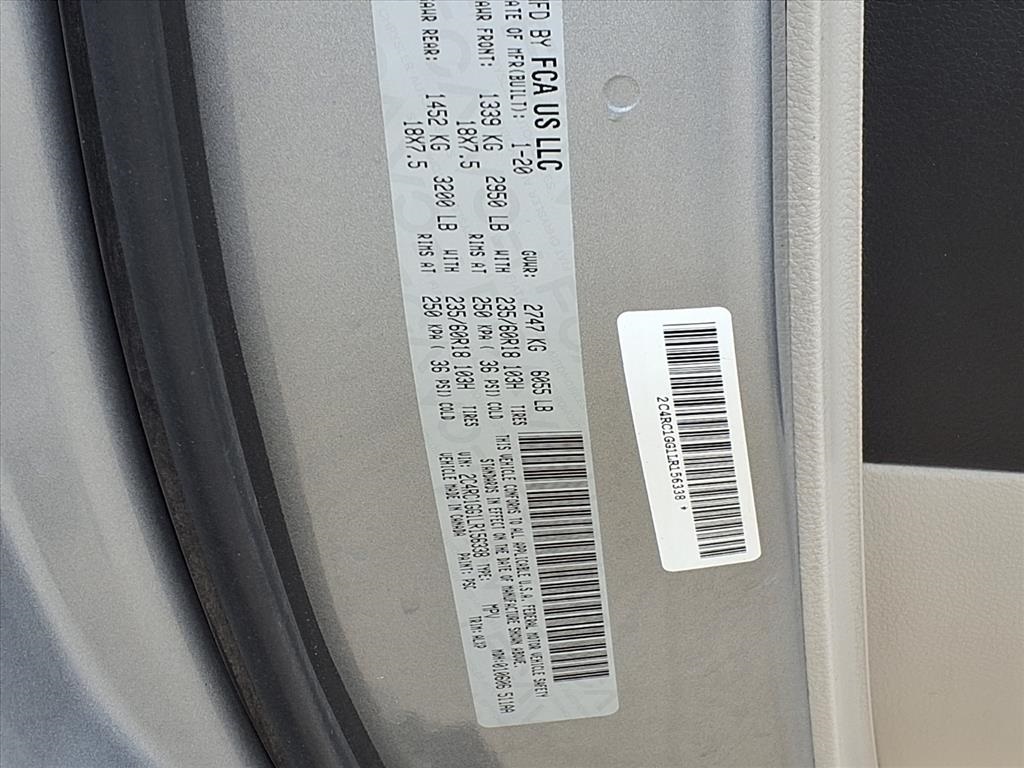 MFD BY FCA US LLC
DATE OF MFR(BUILT): 1-20 GVWR: 2747 KG 6055 LB
GAWR FRONT: 1339 KG 2950 LB WITH 235/60R18 103H TIRES
18X7.5 RIMS AT 250 KPA( 36 PSI) COLD
GAWR REAR: 1452 KG 3200 LB WITH 235/60R18 103H TIRES
18X7.5 RIMS AT 250 KPA( 36 PSI) COLD
THIS VEHICLE CONFORMS TO ALL APPLICABLE U.S.A. FEDERAL MOTOR VEHICLE SAFETY
STANDARDS IN EFFECT ON THE DATE OF MANUFACTURE SHOWN ABOVE.
VIN: 2C4RC1GG1LR156338 TYPE: MPV MDH:010606 511AA
VEHICLE MADE IN CANADA PAINT: PSC TRIM:
2C4RC1GG1LR156338 *